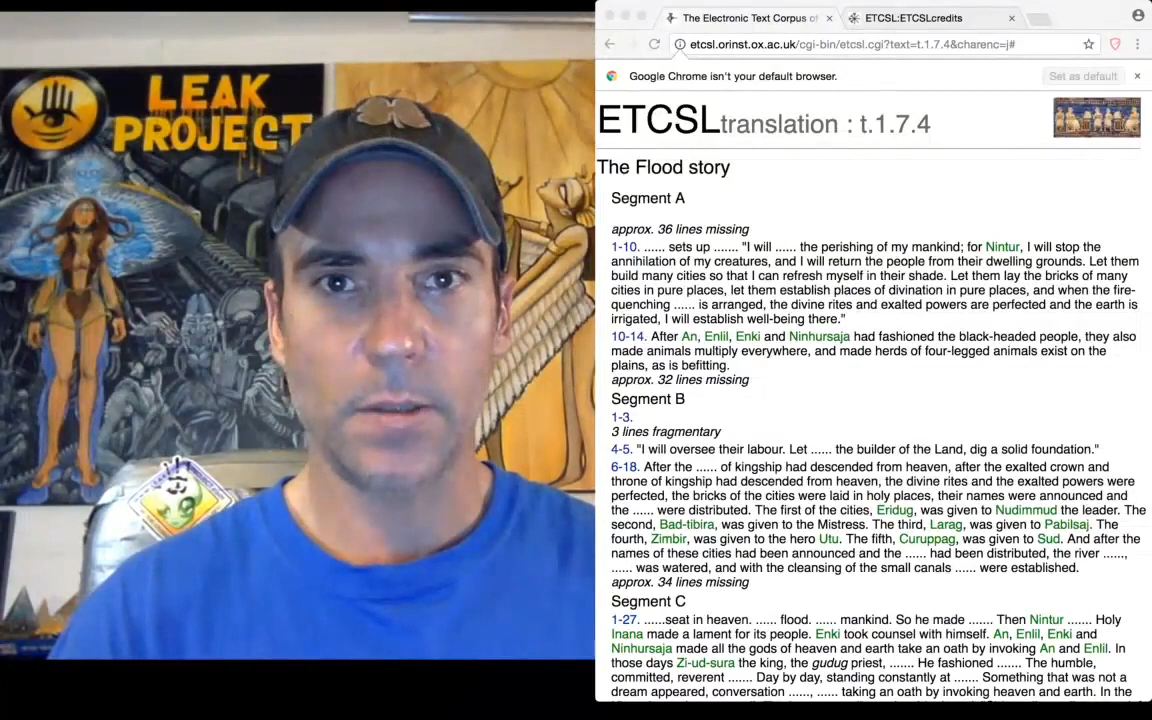 LEAK
PROJECT
The Electronic Text Corpus of
ETCSL:ETCSLcredits
etcsl.orinst.ox.ac.uk/cgi-bin/etcsl.cgi?text=t.1.7.4&charenc=j#
Google Chrome isn't your default browser.
Set as default
ETCSLtranslation : t.1.7.4
The Flood story
Segment A
approx. 36 lines missing
1-10. ...... sets up ....... "I will ...... the perishing of my mankind; for Nintur, I will stop the
annihilation of my creatures, and I will return the people from their dwelling grounds. Let them
build many cities so that I can refresh myself in their shade. Let them lay the bricks of many
cities in pure places, let them establish places of divination in pure places, and when the fire-
quenching ...... is arranged, the divine rites and exalted powers are perfected and the earth is
irrigated, I will establish well-being there."
10-14. After An, Enlil, Enki and Ninhursaja had fashioned the black-headed people, they also
made animals multiply everywhere, and made herds of four-legged animals exist on the
plains, as is befitting.
approx. 32 lines missing
Segment B
1-3.
3 lines fragmentary
4-5. "I will oversee their labour. Let ...... the builder of the Land, dig a solid foundation."
6-18. After the ...... of kingship had descended from heaven, after the exalted crown and
throne of kingship had descended from heaven, the divine rites and the exalted powers were
perfected, the bricks of the cities were laid in holy places, their names were announced and
the ...... were distributed. The first of the cities, Eridug, was given to Nudimmud the leader. The
second, Bad-tibira, was given to the Mistress. The third, Larag, was given to Pabilsaj. The
fourth, Zimbir, was given to the hero Utu. The fifth, Curuppag, was given to Sud. And after the
names of these cities had been announced and the ...... had been distributed, the river ......,
...... was watered, and with the cleansing of the small canals ...... were established.
approx. 34 lines missing
Segment C
1-27. ......seat in heaven. ...... flood. ...... mankind. So he made ....... Then Nintur ....... Holy
Inana made a lament for its people. Enki took counsel with himself. An, Enlil, Enki and
Ninhursaja made all the gods of heaven and earth take an oath by invoking An and Enlil. In
those days Zi-ud-sura the king, the gudug priest, ....... He fashioned ....... The humble,
committed, reverent ....... Day by day, standing constantly at ....... Something that was not a
dream appeared, conversation ......, ...... taking an oath by invoking heaven and earth. In the